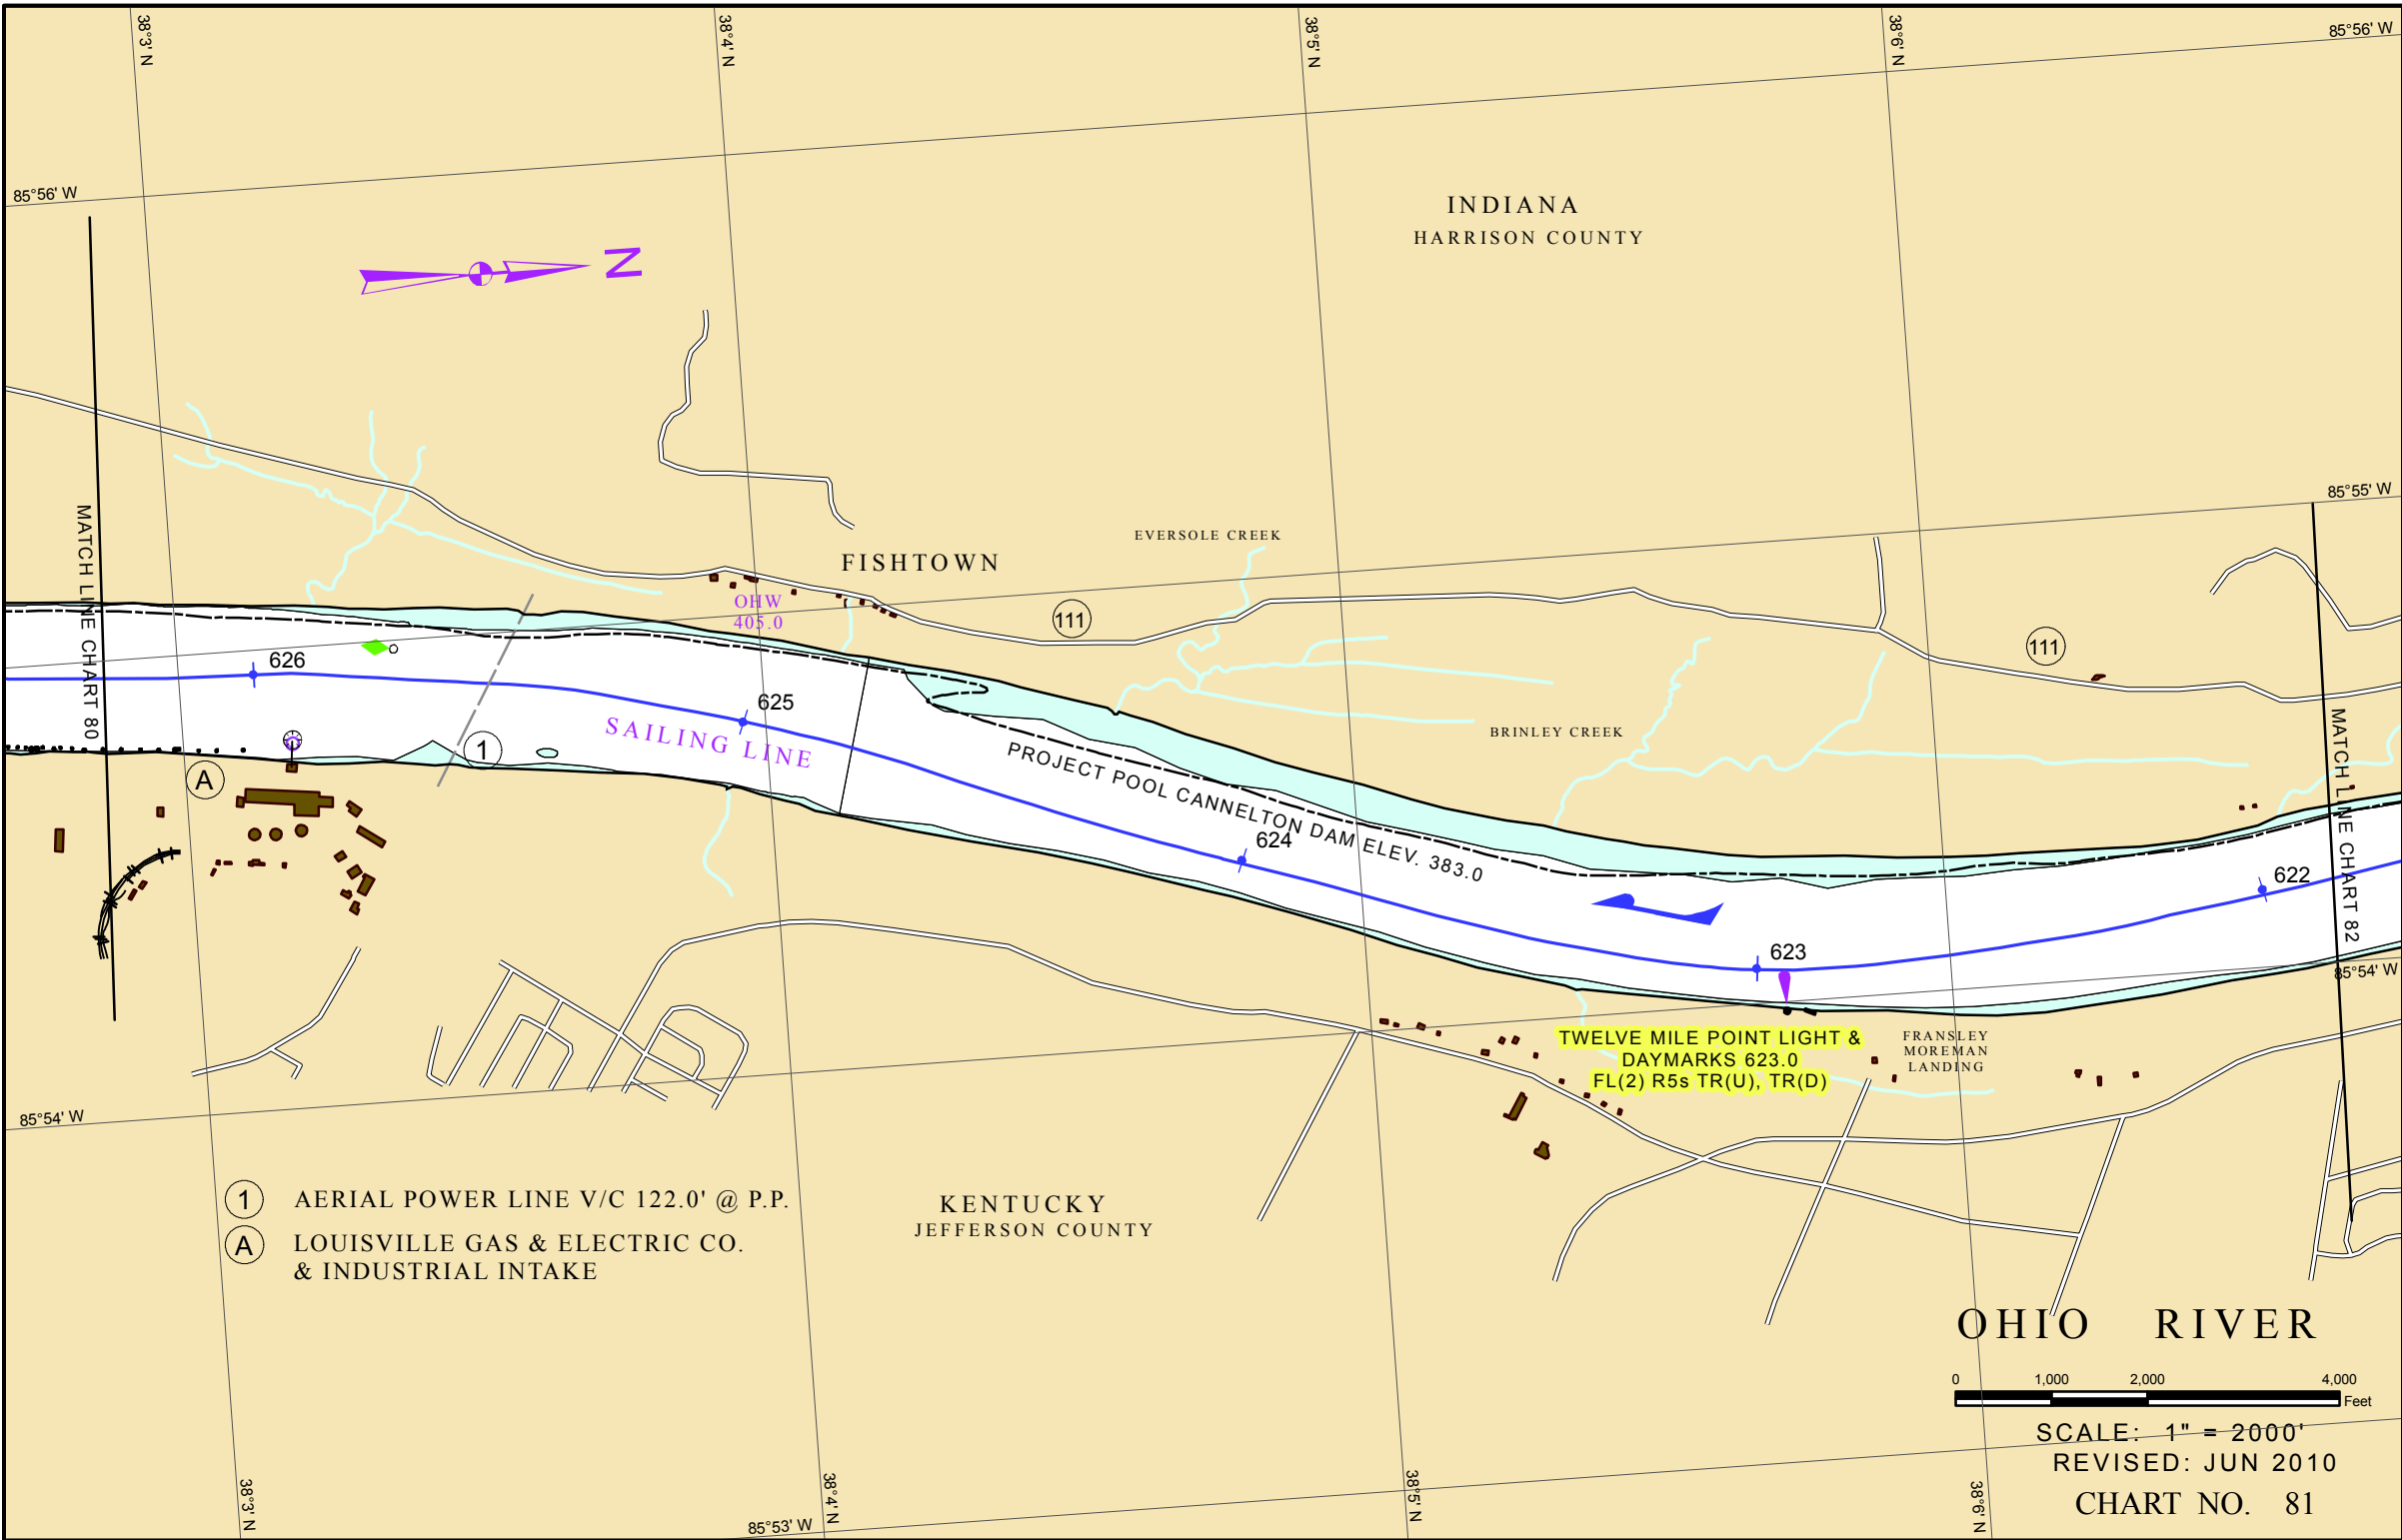 38°3' N
38°4' N
38°5' N
38°6' N
85°56' W
85°56' W
INDIANA
HARRISON COUNTY
N
85°55' W
MATCH LINE CHART 80
EVERSOLE CREEK
FISHTOWN
OHW
405.0
111
111
626
625
SAILING LINE
1
A
BRINLEY CREEK
PROJECT POOL CANNELTON DAM ELEV. 383.0
624
622
MATCH LINE CHART 82
623
85°54' W
TWELVE MILE POINT LIGHT &
DAYMARKS 623.0
FL(2) R5s TR(U), TR(D)
FRANSLEY
MOREMAN
LANDING
85°54' W
1 AERIAL POWER LINE V/C 122.0' @ P.P.
A LOUISVILLE GAS & ELECTRIC CO.
& INDUSTRIAL INTAKE
KENTUCKY
JEFFERSON COUNTY
OHIO RIVER
0 1,000 2,000 4,000
Feet
SCALE: 1" = 2000'
REVISED: JUN 2010
CHART NO. 81
38°3' N
38°4' N
38°5' N
38°6' N
85°53' W